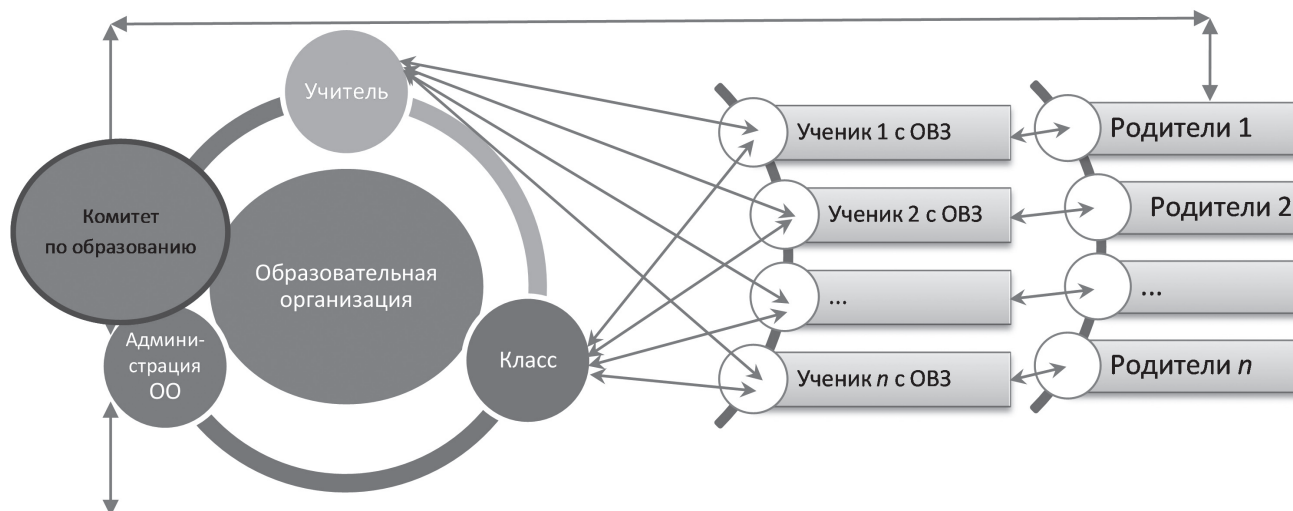 Учитель
Комитет
по образованию
Образовательная
организация
Админи-
страция
ОО
Класс
Ученик 1 с ОВЗ
Ученик 2 с ОВЗ
...
Ученик n с ОВЗ
Родители 1
Родители 2
...
Родители n